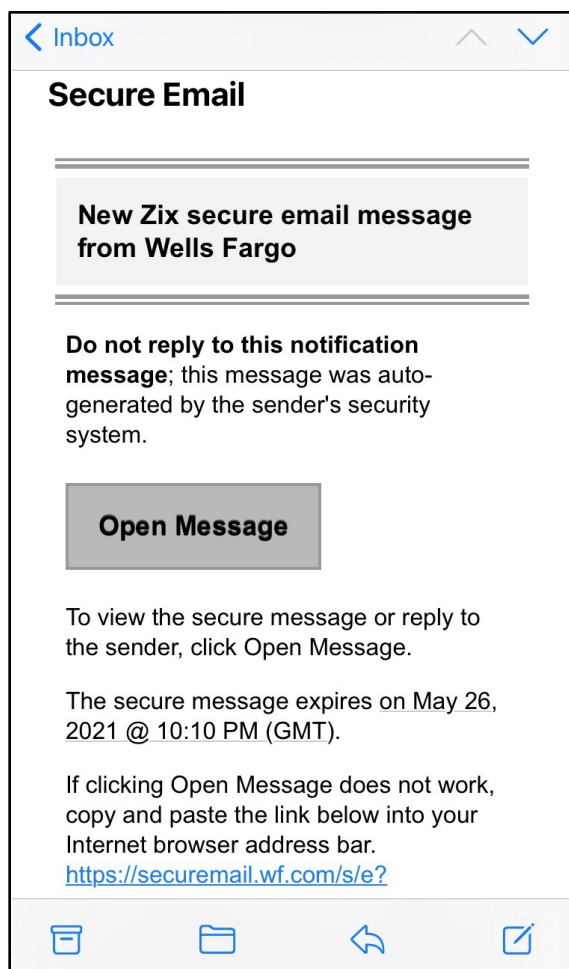 Inbox
Secure Email
New Zix secure email message
from Wells Fargo
Do not reply to this notification
message; this message was auto-
generated by the sender's security
system.
Open Message
To view the secure message or reply to
the sender, click Open Message.
The secure message expires on May 26,
2021 @ 10:10 PM (GMT).
If clicking Open Message does not work,
copy and paste the link below into your
Internet browser address bar.
https://securemail.wf.com/s/e?